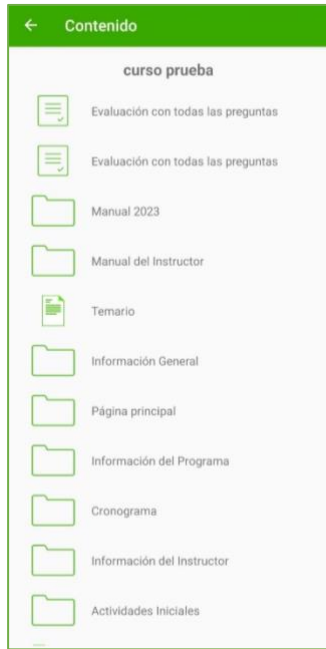 Contenido
curso prueba
Evaluación con todas las preguntas
Evaluación con todas las preguntas
Manual 2023
Manual del Instructor
Temario
Información General
Página principal
Información del Programa
Cronograma
Información del Instructor
Actividades Iniciales